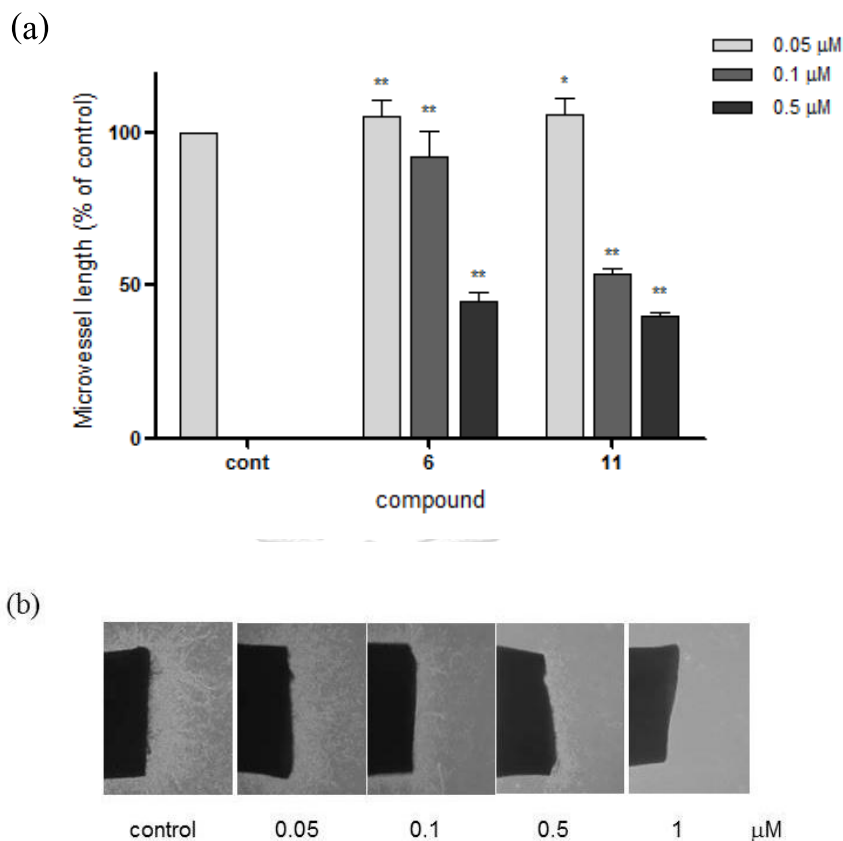 (a)
0.05 µM
0.1 µM
0.5 µM
Microvessel length (% of control)
100
50
0
** ** ** * ** **
cont 6 11
compound
(b)
control 0.05 0.1 0.5 1 µM